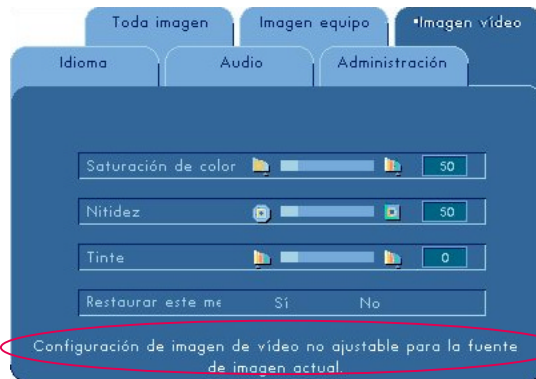 Toda imagen
Imagen equipo
*Imagen vídeo
Idioma
Audio
Administración
Saturación de color
50
Nitidez
50
Tinte
0
Restaurar este me
Sí
No
Configuración de imagen de vídeo no ajustable para la fuente
de imagen actual.